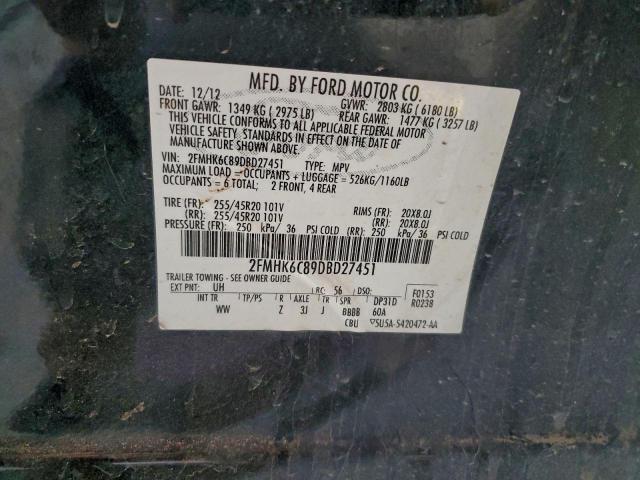 MFD. BY FORD MOTOR CO.
DATE: 12/12 GVWR: 2803 KG ( 6180 LB)
FRONT GAWR: 1349 KG ( 2975 LB) REAR GAWR: 1477 KG ( 3257 LB)
THIS VEHICLE CONFORMS TO ALL APPLICABLE FEDERAL MOTOR
VEHICLE SAFETY STANDARDS IN EFFECT ON THE DATE OF
MANUFACTURE SHOWN ABOVE.
VIN: 2FMHK6C89DBD27451 TYPE: MPV
MAXIMUM LOAD = OCCUPANTS + LUGGAGE = 526KG/1160LB
OCCUPANTS = 6 TOTAL; 2 FRONT, 4 REAR
TIRE (FR): 255/45R20 101V RIMS (FR): 20X8.0J
(RR): 255/45R20 101V (RR): 20X8.0J
PRESSURE (FR): 250 kPa/ 36 PSI COLD (RR): 250 kPa/ 36 PSI COLD
2FMHK6C89DBD27451
TRAILER TOWING - SEE OWNER GUIDE
EXT PNT: UH RC: 56 DSO: F0153
INT TR TP/PS R AXLE TR SPR DP31D R0238
WW Z 3J J BBBB 60A
CBU 5U5A-5420472-AA